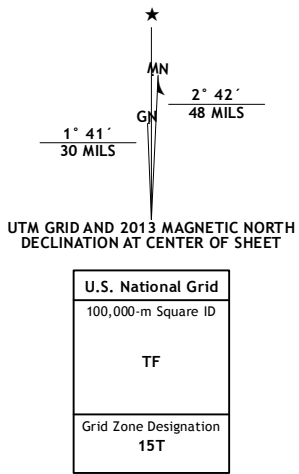 MN
GN
2° 42´
48 MILS
1° 41´
30 MILS
UTM GRID AND 2013 MAGNETIC NORTH
DECLINATION AT CENTER OF SHEET
U.S. National Grid
100,000-m Square ID
TF
Grid Zone Designation
15T